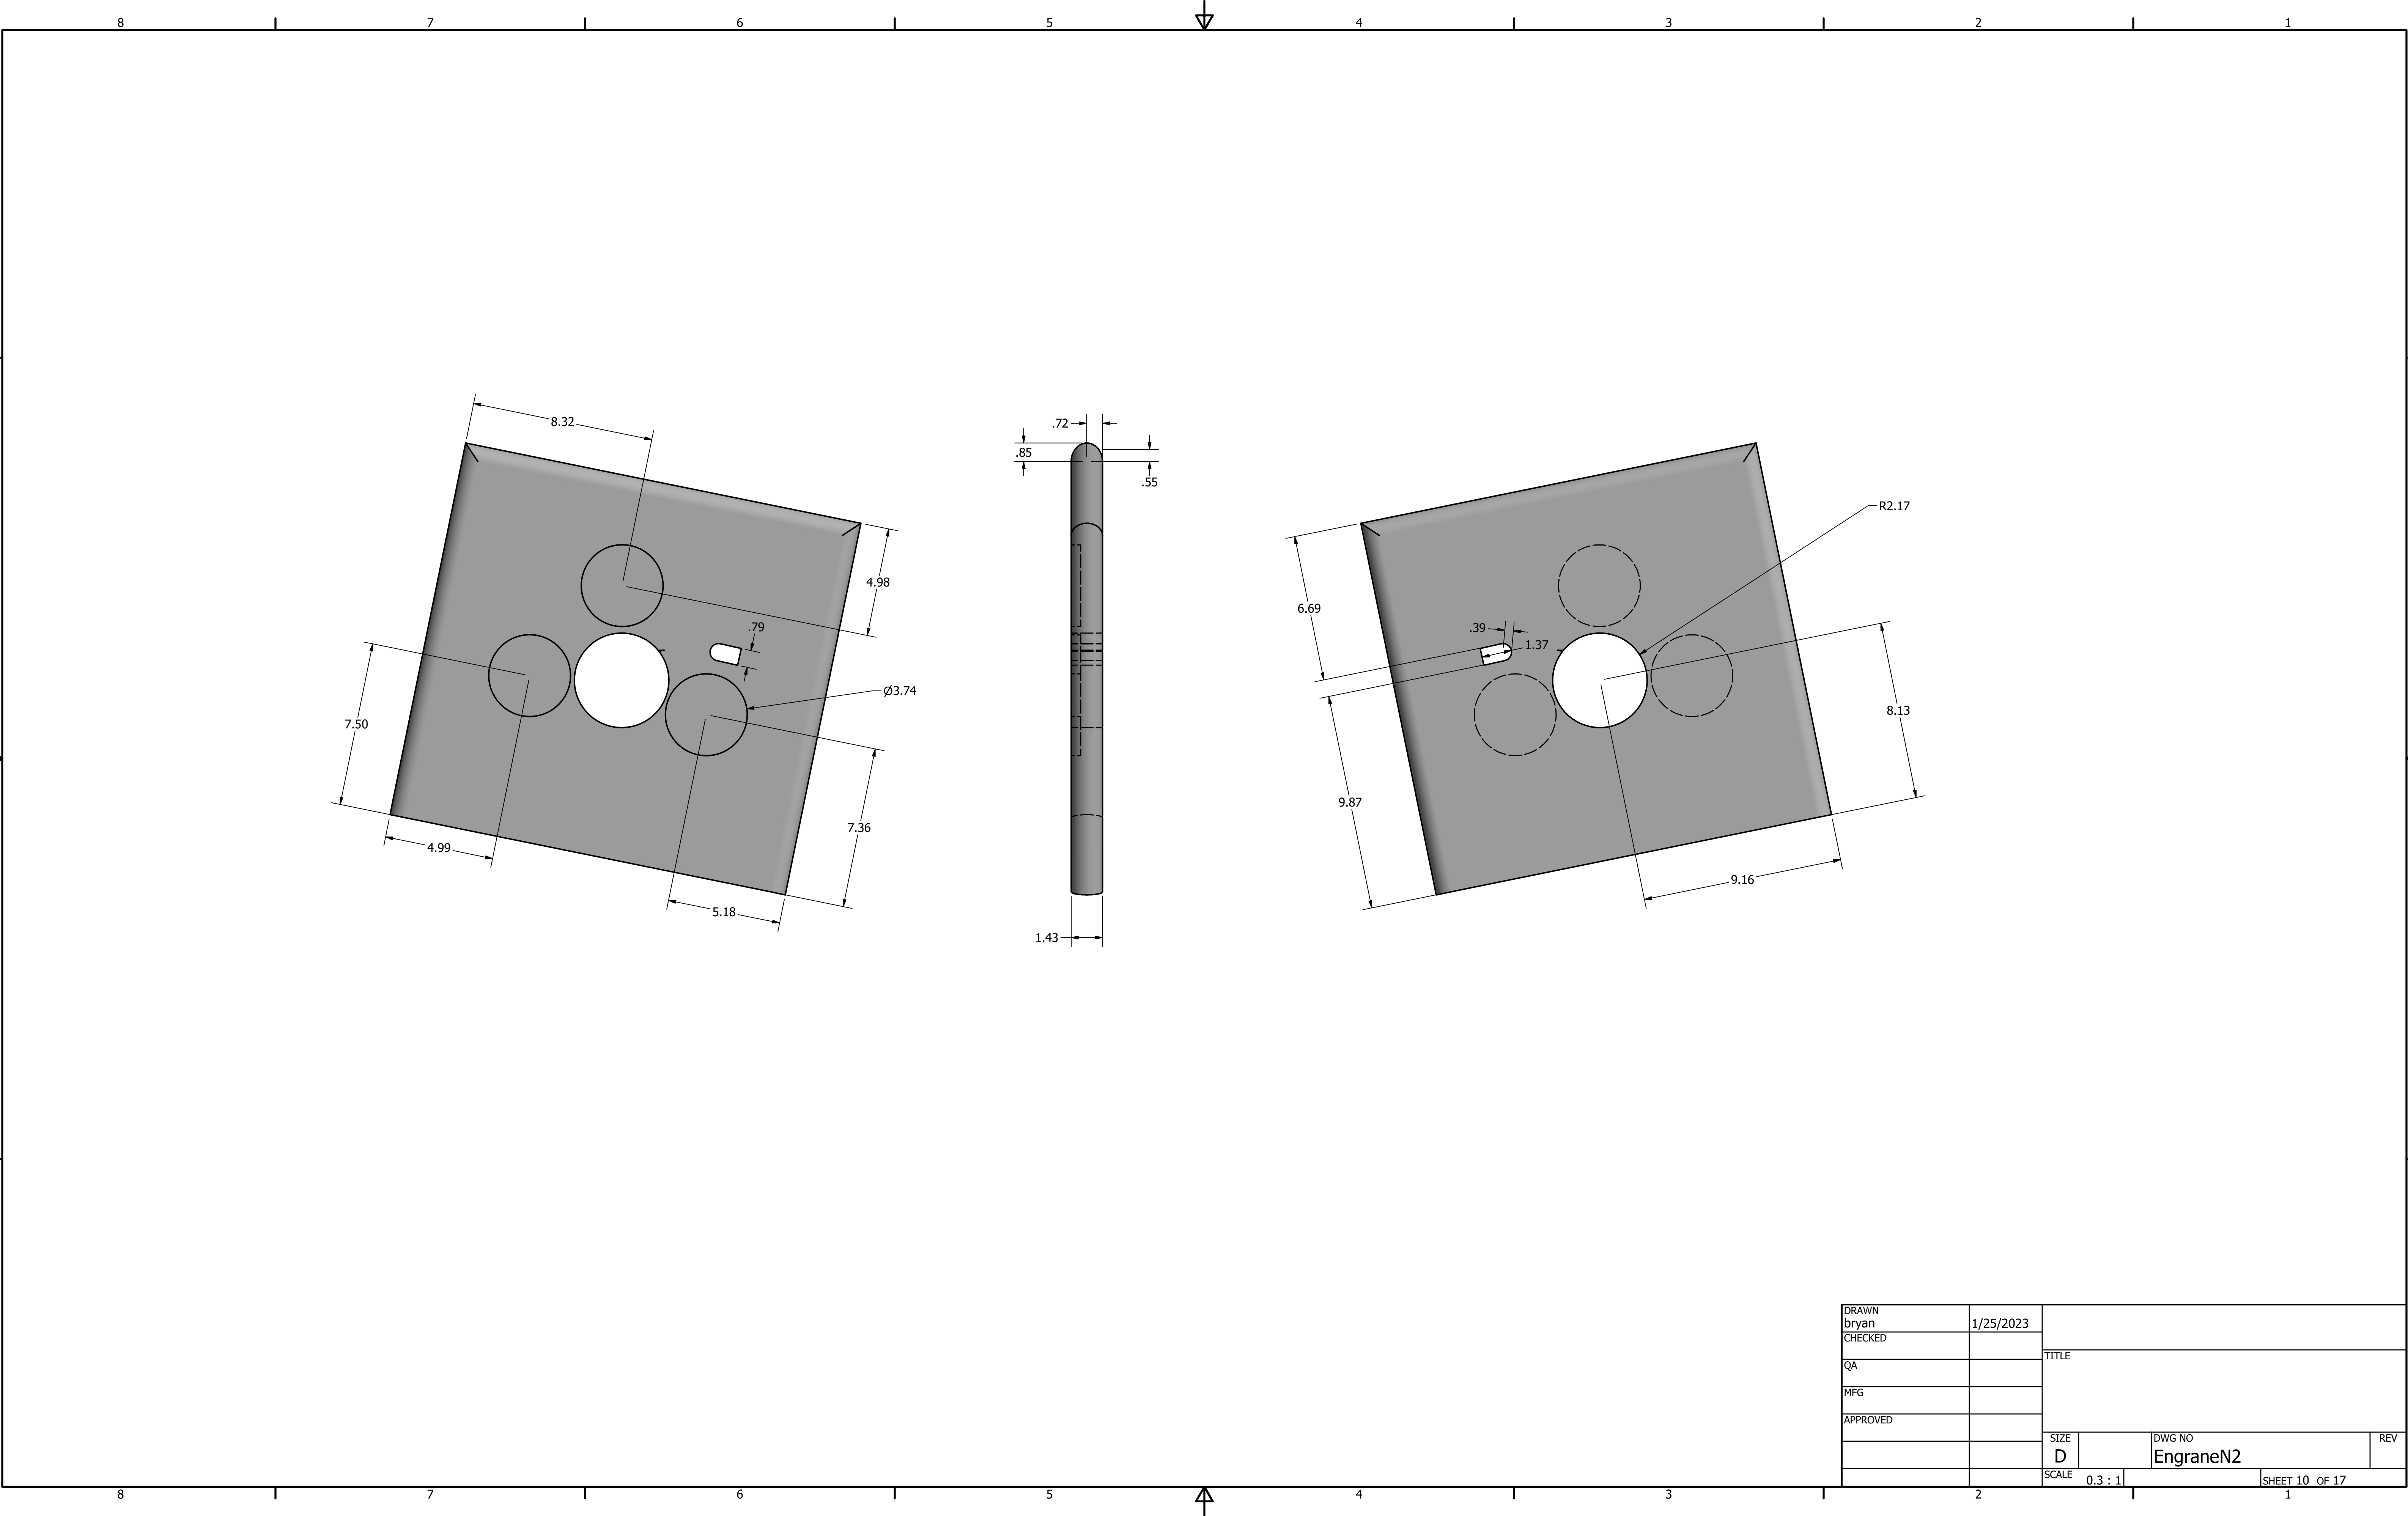 8 7 6 5 4 3 2 1
8.32
4.98
.79
Ø3.74
7.50
7.36
4.99
5.18
.72
.85
.55
1.43
R2.17
6.69
.39
1.37
8.13
9.87
9.16
DRAWN
bryan 1/25/2023
CHECKED
QA
MFG
APPROVED
TITLE
SIZE
D
DWG NO
EngraneN2
REV
SCALE 0.3 : 1
SHEET 10 OF 17
8 7 6 5 4 3 2 1